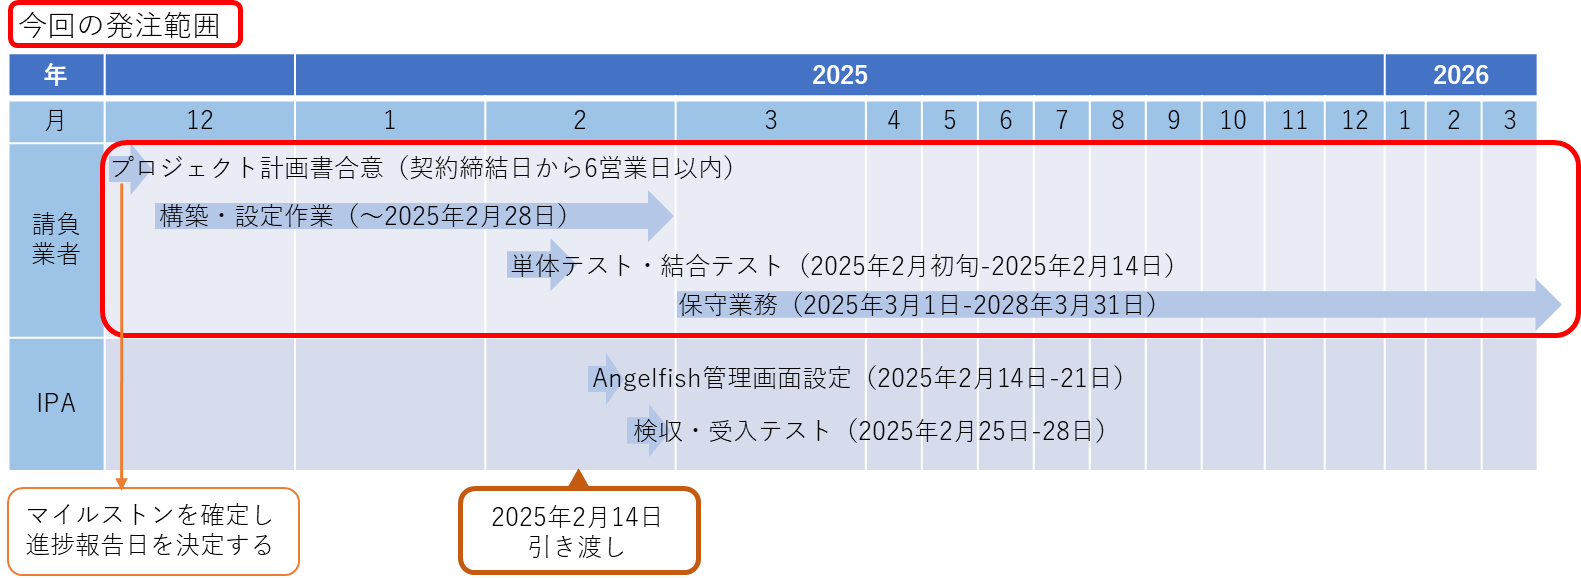 今回の発注範囲
年 2025 2026
月 12 1 2 3 4 5 6 7 8 9 10 11 12 1 2 3
請負
業者
プロジェクト計画書合意（契約締結日から6営業日以内）
構築・設定作業（～2025年2月28日）
単体テスト・結合テスト（2025年2月初旬-2025年2月14日）
保守業務（2025年3月1日-2028年3月31日）
IPA
Angelfish管理画面設定（2025年2月14日-21日）
検収・受入テスト（2025年2月25日-28日）
マイルストンを確定し
進捗報告日を決定する
2025年2月14日
引き渡し